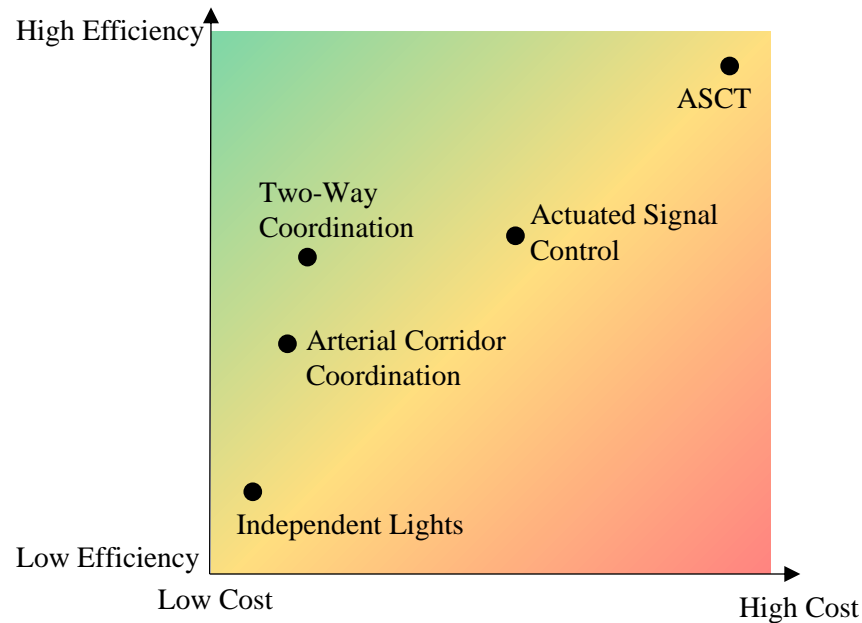 High Efficiency
ASCT
Two-Way
Coordination
Actuated Signal
Control
Arterial Corridor
Coordination
Independent Lights
Low Efficiency
Low Cost
High Cost